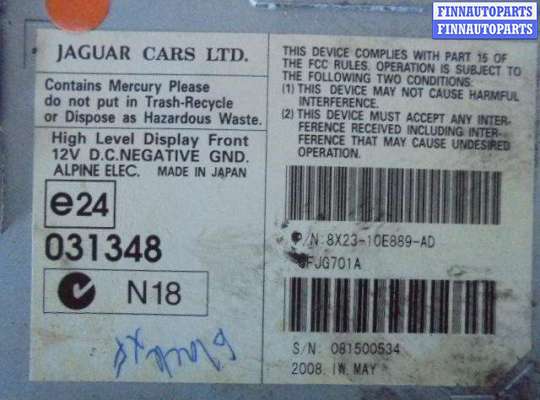 FINNAUTOPARTS
FINNAUTOPARTS
JAGUAR CARS LTD.
Contains Mercury Please
do not put in Trash-Recycle
or Dispose as Hazardous Waste.
High Level Display Front
12V D.C.NEGATIVE GND.
ALPINE ELEC. MADE IN JAPAN
e24
031348
N18
THIS DEVICE COMPLIES WITH PART 15 OF
THE FCC RULES. OPERATION IS SUBJECT TO
THE FOLLOWING TWO CONDITIONS:
(1) THIS DEVICE MAY NOT CAUSE HARMFUL
INTERFERENCE.
(2) THIS DEVICE MUST ACCEPT ANY INTER-
FERENCE RECEIVED INCLUDING INTER-
FERENCE THAT MAY CAUSE UNDESIRED
OPERATION.
P/N:8X23-10E889-AD
CFJG701A
S/N: 081500534
2008. IW. MAY